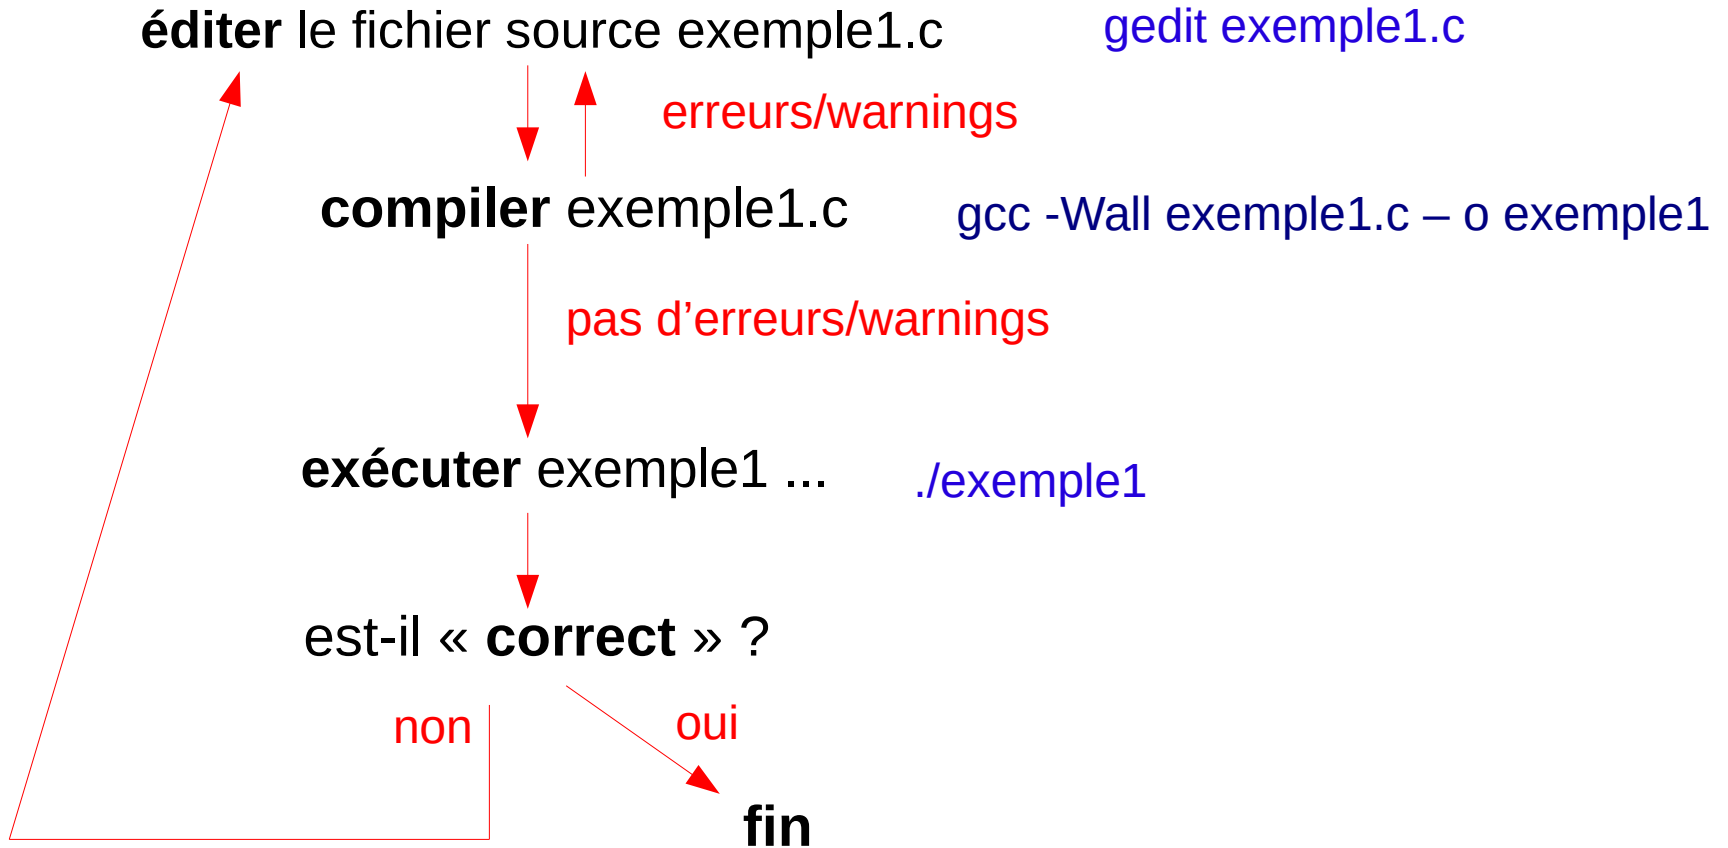 éditer le fichier source exemple1.c
gedit exemple1.c
erreurs/warnings
compiler exemple1.c
gcc -Wall exemple1.c – o exemple1
pas d’erreurs/warnings
exécuter exemple1 ...
./exemple1
est-il « correct » ?
non
oui
fin